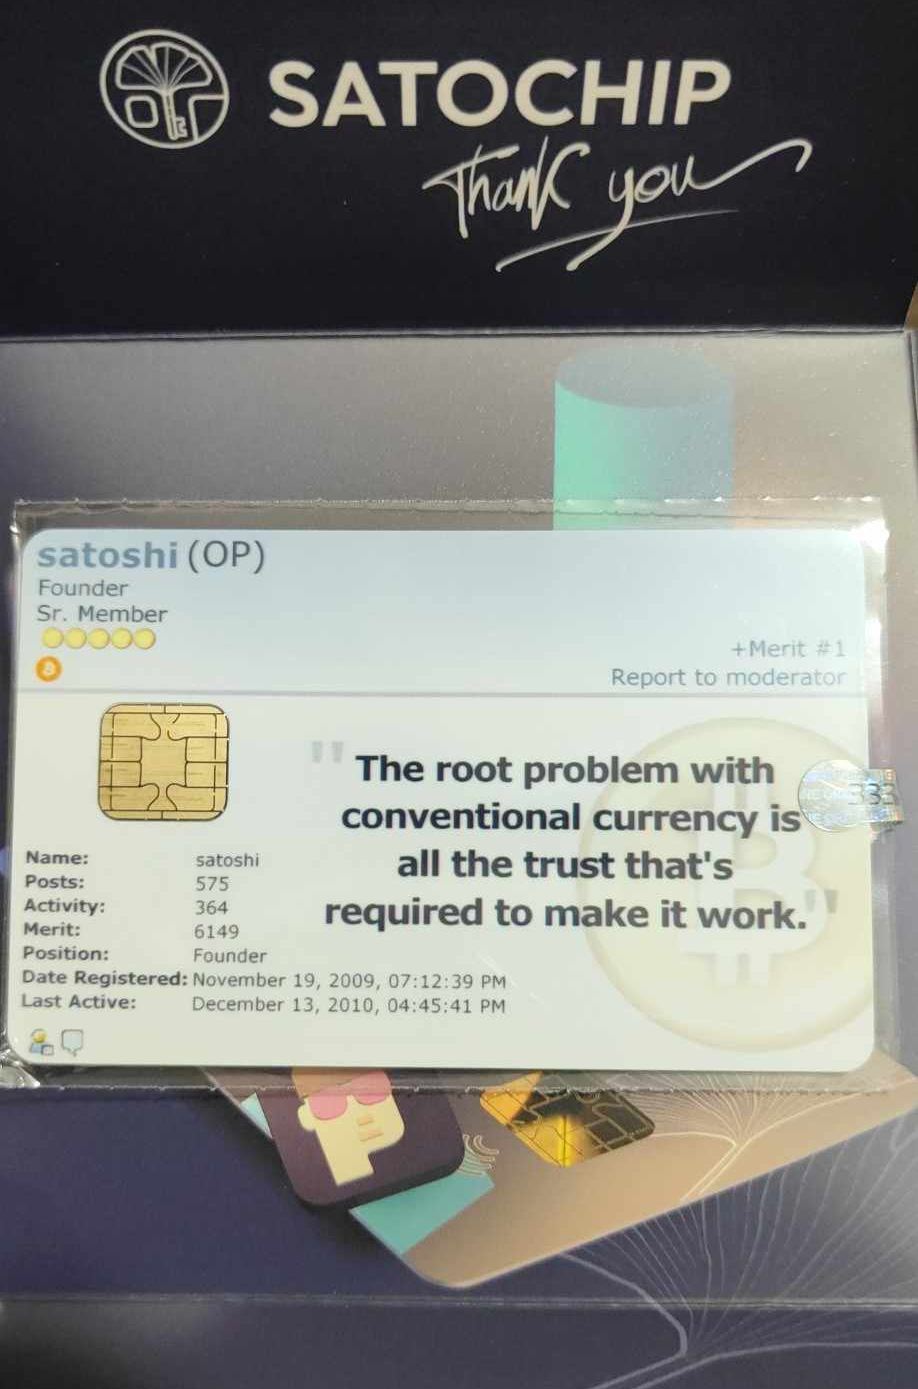 SATOCHIP
Thank you
satoshi (OP)
Founder
Sr. Member
+Merit #1
Report to moderator
"The root problem with
conventional currency is
all the trust that's
required to make it work."
333
Name: satoshi
Posts: 575
Activity: 364
Merit: 6149
Position: Founder
Date Registered: November 19, 2009, 07:12:39 PM
Last Active: December 13, 2010, 04:45:41 PM